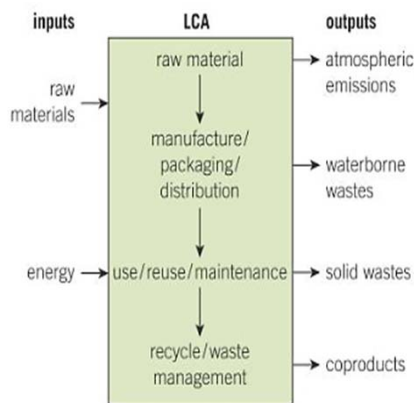 inputs
LCA
outputs
raw material
atmospheric
emissions
raw
materials
manufacture/
packaging/
distribution
waterborne
wastes
energy
use/reuse/maintenance
solid wastes
recycle/waste
management
coproducts